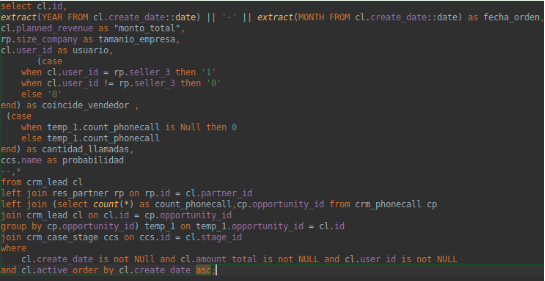 select cl.id,
extract(YEAR FROM cl.create_date::date) || '-' || extract(MONTH FROM cl.create_date::date) as fecha_orden,
cl.planned_revenue as "monto_total",
rp.size_company as tamanio_empresa,
cl.user_id as usuario,
(case
when cl.user_id = rp.seller_3 then '1'
when cl.user_id != rp.seller_3 then '0'
else '0'
end) as coincide_vendedor ,
(case
when temp_1.count_phonecall is Null then 0
else temp_1.count_phonecall
end) as cantidad_llamadas,
ccs.name as probabilidad
--,*
from crm_lead cl
left join res_partner rp on rp.id = cl.partner_id
left join (select count(*) as count_phonecall,cp.opportunity_id from crm_phonecall cp
join crm_lead cl on cl.id = cp.opportunity_id
group by cp.opportunity_id) temp_1 on temp_1.opportunity_id = cl.id
join crm_case_stage ccs on ccs.id = cl.stage_id
where
cl.create_date is not NUll and cl.amount_total is not NULL and cl.user_id is not NULL
and cl.active order by cl.create_date asc;